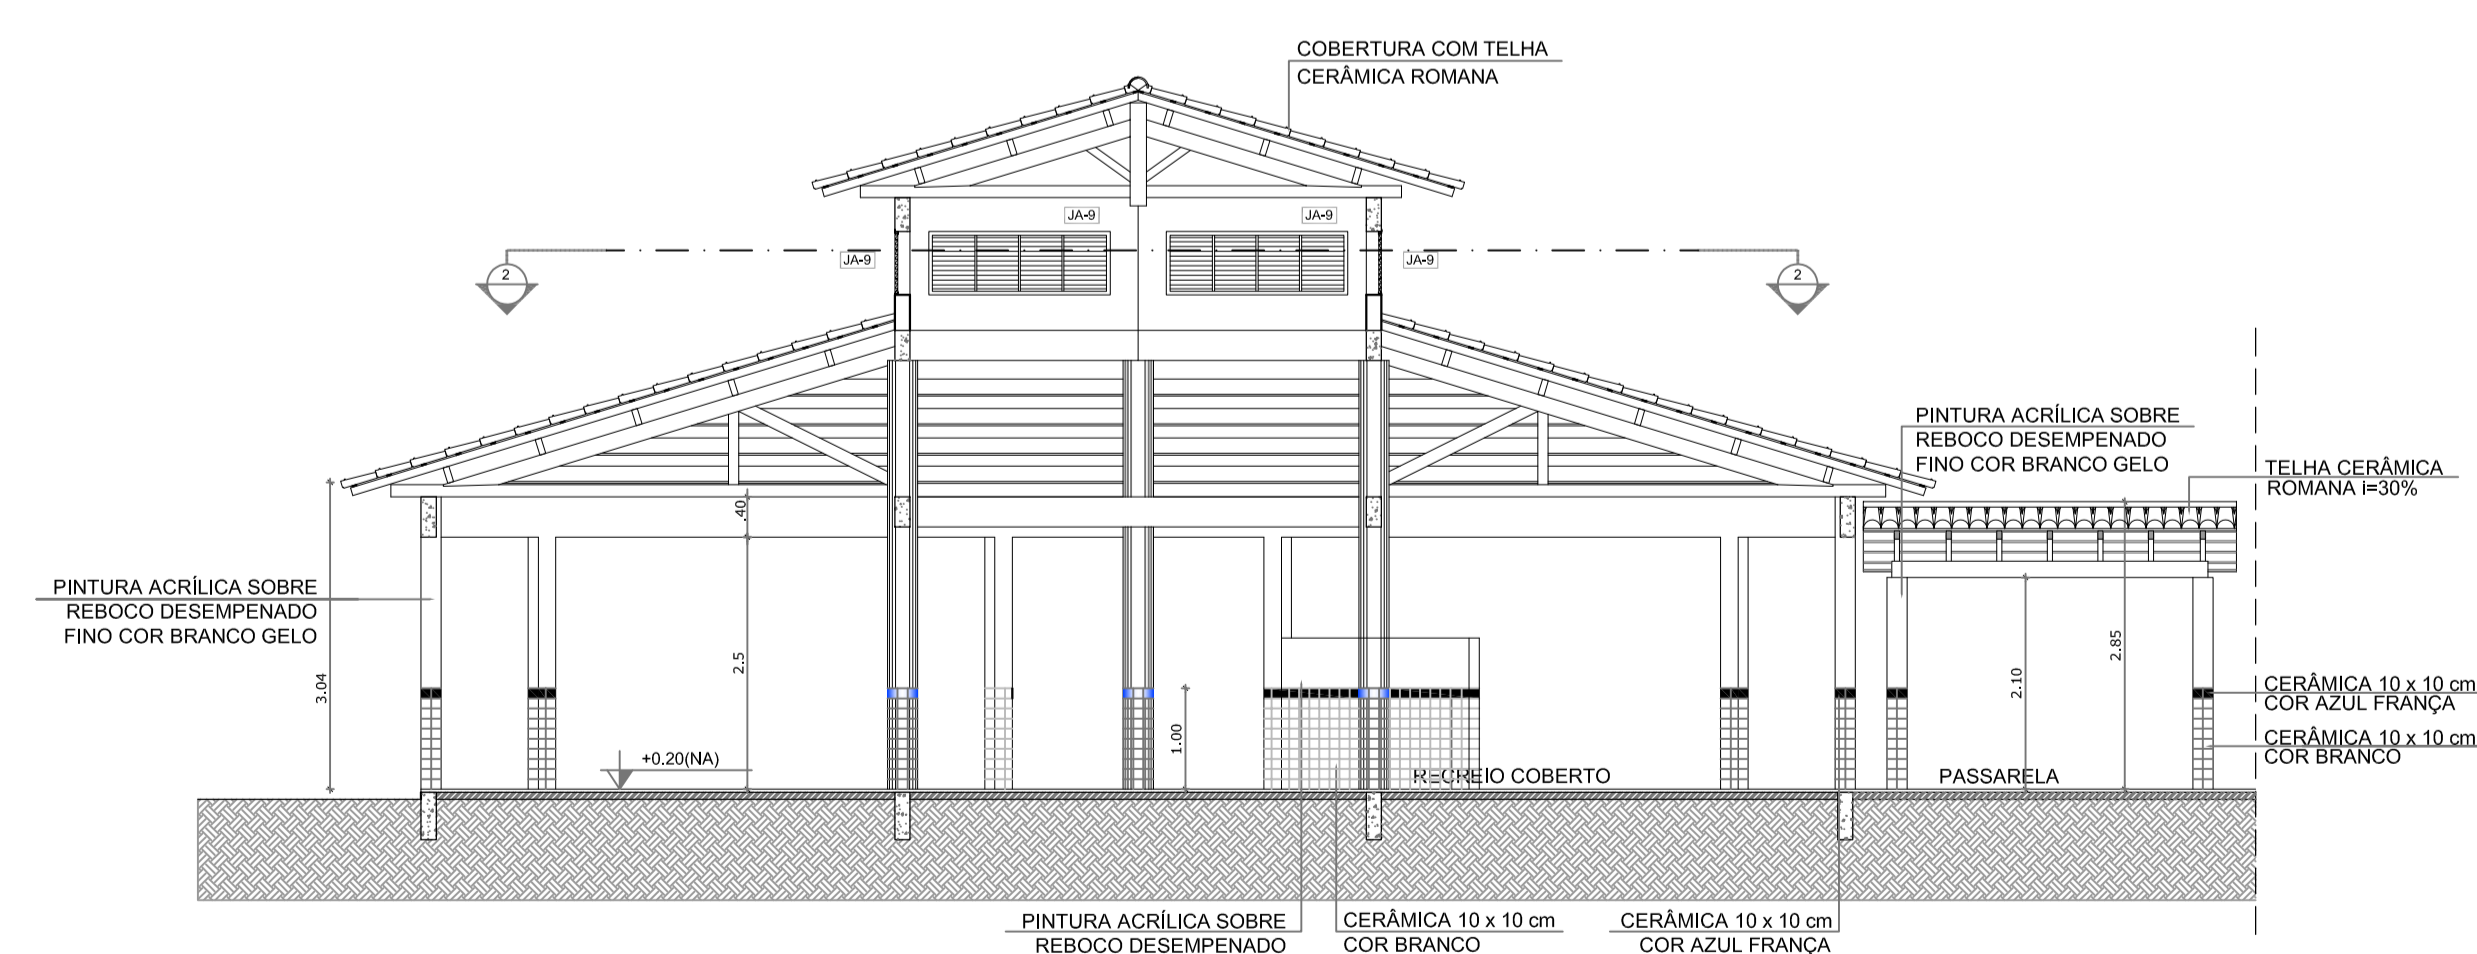 COBERTURA COM TELHA
CERÂMICA ROMANA
JA-9
JA-9
JA-9
JA-9
2
2
PINTURA ACRÍLICA SOBRE
REBOCO DESEMPENADO
FINO COR BRANCO GELO
TELHA CERÂMICA
ROMANA i=30%
.40
PINTURA ACRÍLICA SOBRE
REBOCO DESEMPENADO
FINO COR BRANCO GELO
3.04
2.5
1.00
2.10
2.85
CERÂMICA 10 x 10 cm
COR AZUL FRANÇA
CERÂMICA 10 x 10 cm
COR BRANCO
+0.20(NA)
RECREIO COBERTO
PASSARELA
PINTURA ACRÍLICA SOBRE
REBOCO DESEMPENADO
CERÂMICA 10 x 10 cm
COR BRANCO
CERÂMICA 10 x 10 cm
COR AZUL FRANÇA